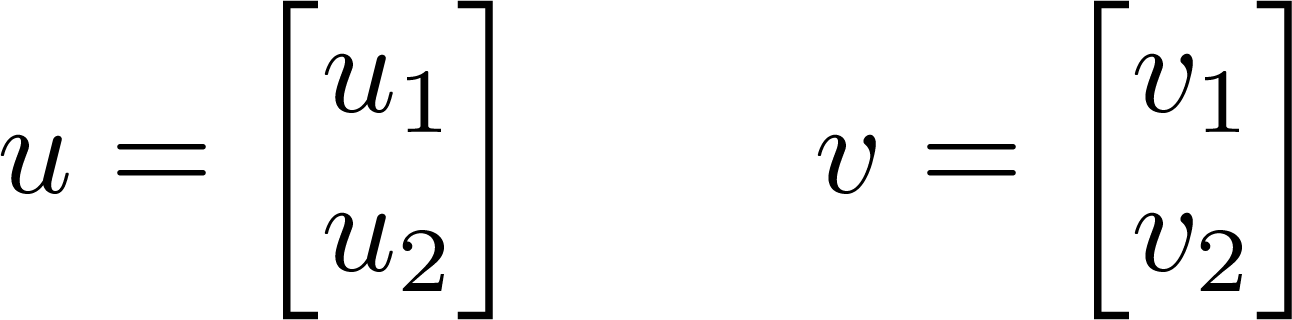 u = [u₁ u₂] v = [v₁ v₂]